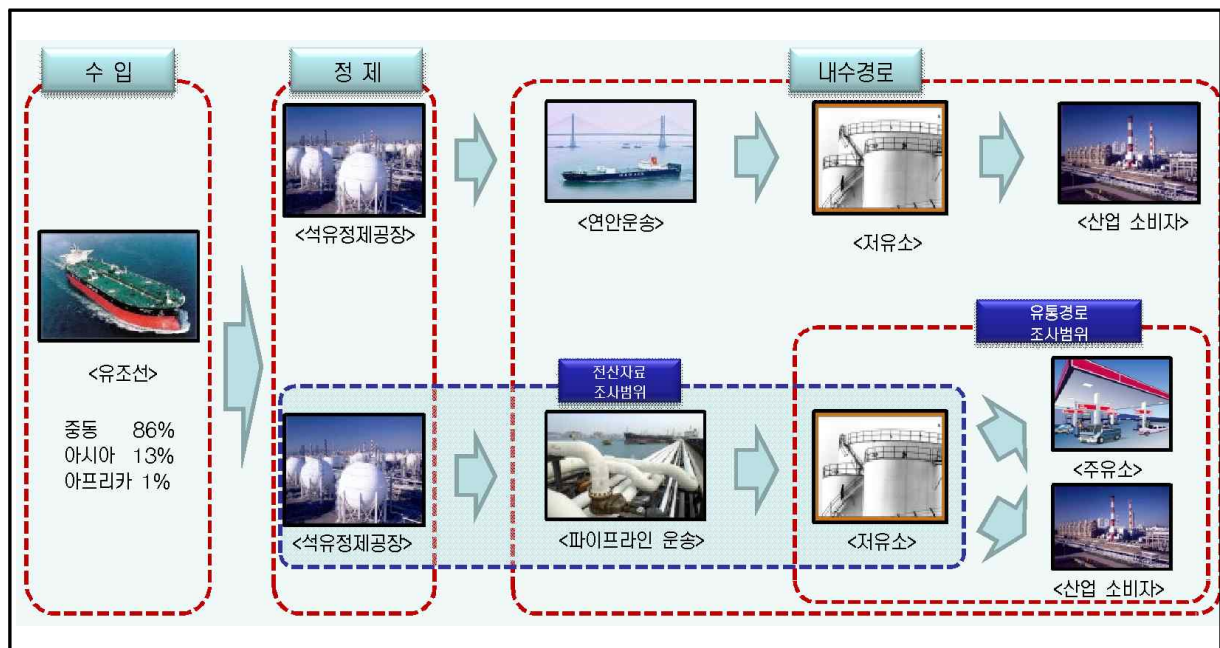 수 입
정 제
내수경로
<석유정제공장>
<연안운송>
<저유소>
<산업 소비자>
<유조선>
중동 86%
아시아 13%
아프리카 1%
유통경로
조사범위
전산자료
조사범위
<석유정제공장>
<파이프라인 운송>
<저유소>
<주유소>
<산업 소비자>